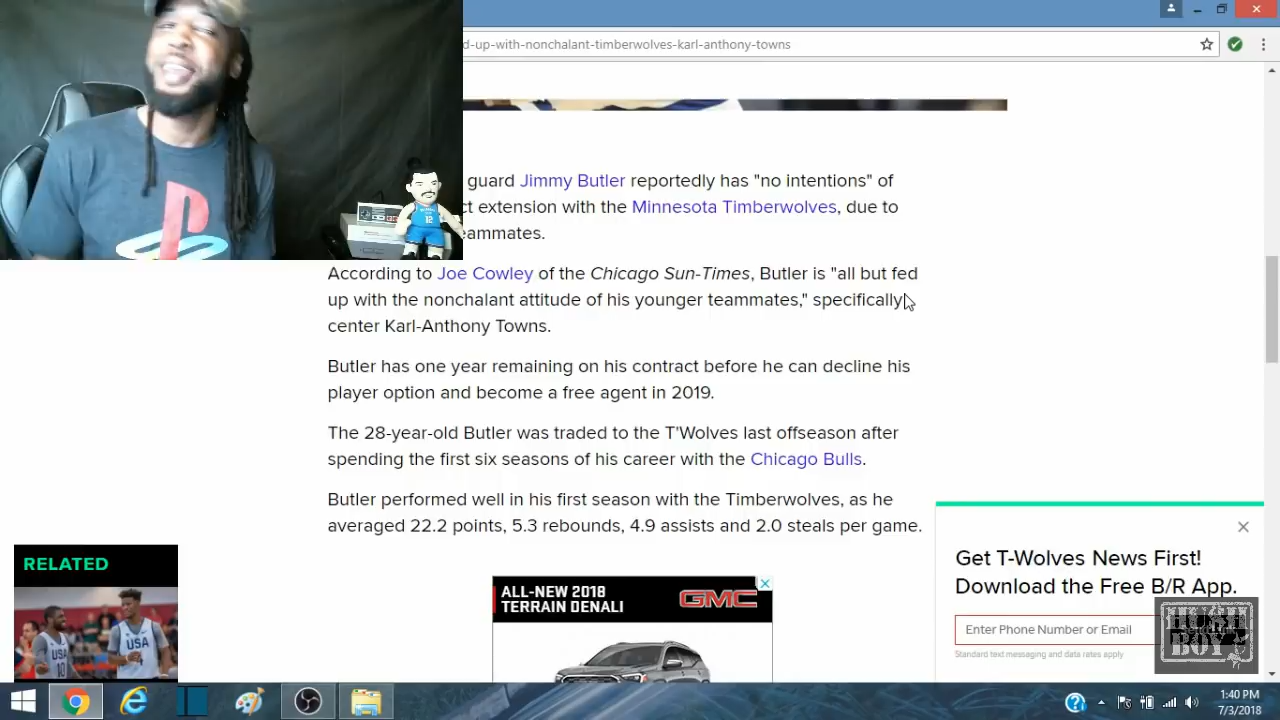 d-up-with-nonchalant-timberwolves-karl-anthony-towns
guard Jimmy Butler reportedly has "no intentions" of
ct extension with the Minnesota Timberwolves, due to
eammates.
According to Joe Cowley of the Chicago Sun-Times, Butler is "all but fed
up with the nonchalant attitude of his younger teammates," specifically
center Karl-Anthony Towns.
Butler has one year remaining on his contract before he can decline his
player option and become a free agent in 2019.
The 28-year-old Butler was traded to the T'Wolves last offseason after
spending the first six seasons of his career with the Chicago Bulls.
Butler performed well in his first season with the Timberwolves, as he
averaged 22.2 points, 5.3 rebounds, 4.9 assists and 2.0 steals per game.
RELATED
USA
10
USA
12
ALL-NEW 2018
TERRAIN DENALI
GMC
Get T-Wolves News First!
Download the Free B/R App.
Enter Phone Number or Email
Standard text messaging and data rates apply
HUSH
BOY
1:40 PM
7/3/2018